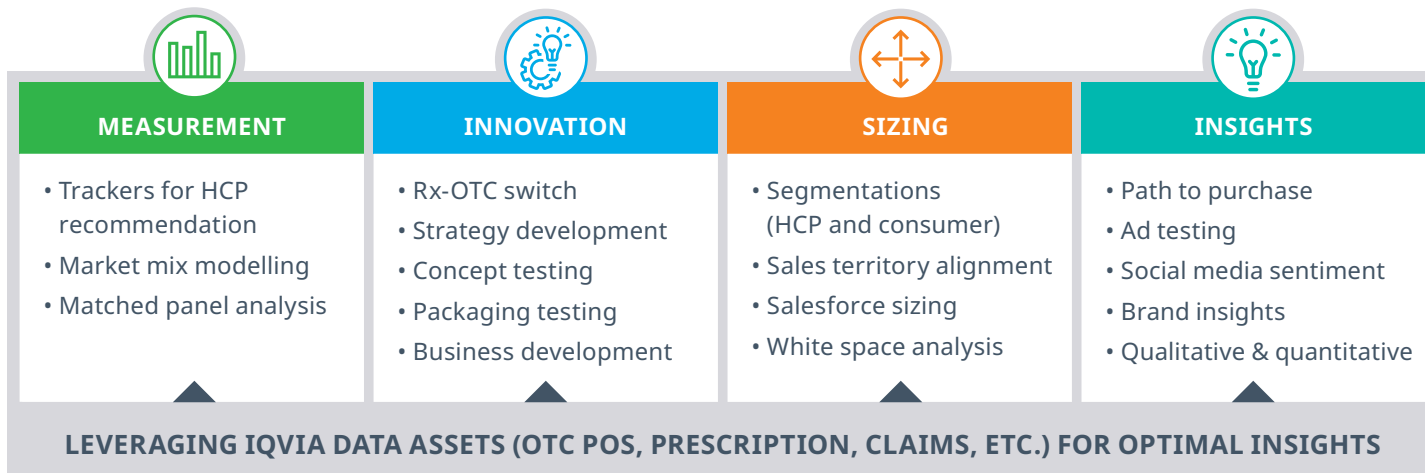 MEASUREMENT
• Trackers for HCP
recommendation
• Market mix modelling
• Matched panel analysis
INNOVATION
• Rx-OTC switch
• Strategy development
• Concept testing
• Packaging testing
• Business development
SIZING
• Segmentations
(HCP and consumer)
• Sales territory alignment
• Salesforce sizing
• White space analysis
INSIGHTS
• Path to purchase
• Ad testing
• Social media sentiment
• Brand insights
• Qualitative & quantitative
LEVERAGING IQVIA DATA ASSETS (OTC POS, PRESCRIPTION, CLAIMS, ETC.) FOR OPTIMAL INSIGHTS